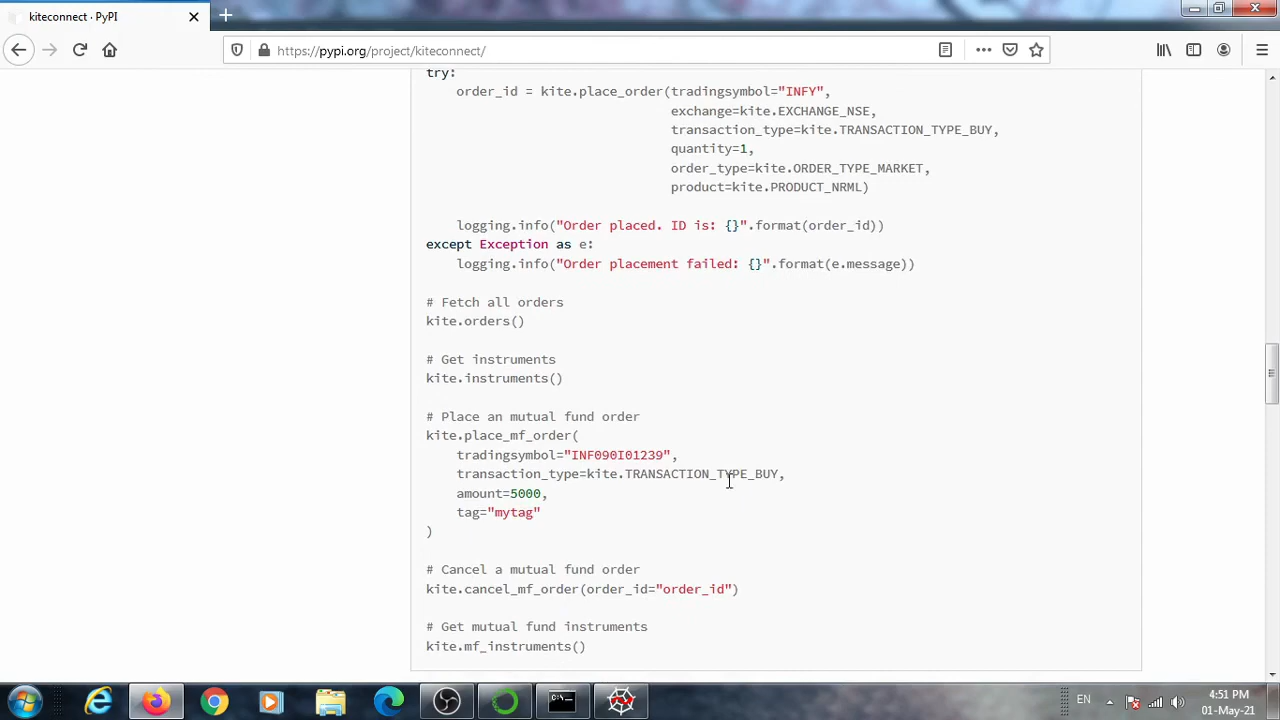 kiteconnect · PyPI
https://pypi.org/project/kiteconnect/
try:
order_id = kite.place_order(tradingsymbol="INFY",
exchange=kite.EXCHANGE_NSE,
transaction_type=kite.TRANSACTION_TYPE_BUY,
quantity=1,
order_type=kite.ORDER_TYPE_MARKET,
product=kite.PRODUCT_NRML)
logging.info("Order placed. ID is: {}".format(order_id))
except Exception as e:
logging.info("Order placement failed: {}".format(e.message))
# Fetch all orders
kite.orders()
# Get instruments
kite.instruments()
# Place an mutual fund order
kite.place_mf_order(
tradingsymbol="INF090I01239",
transaction_type=kite.TRANSACTION_TYPE_BUY,
amount=5000,
tag="mytag"
)
# Cancel a mutual fund order
kite.cancel_mf_order(order_id="order_id")
# Get mutual fund instruments
kite.mf_instruments()
EN
4:51 PM
01-May-21